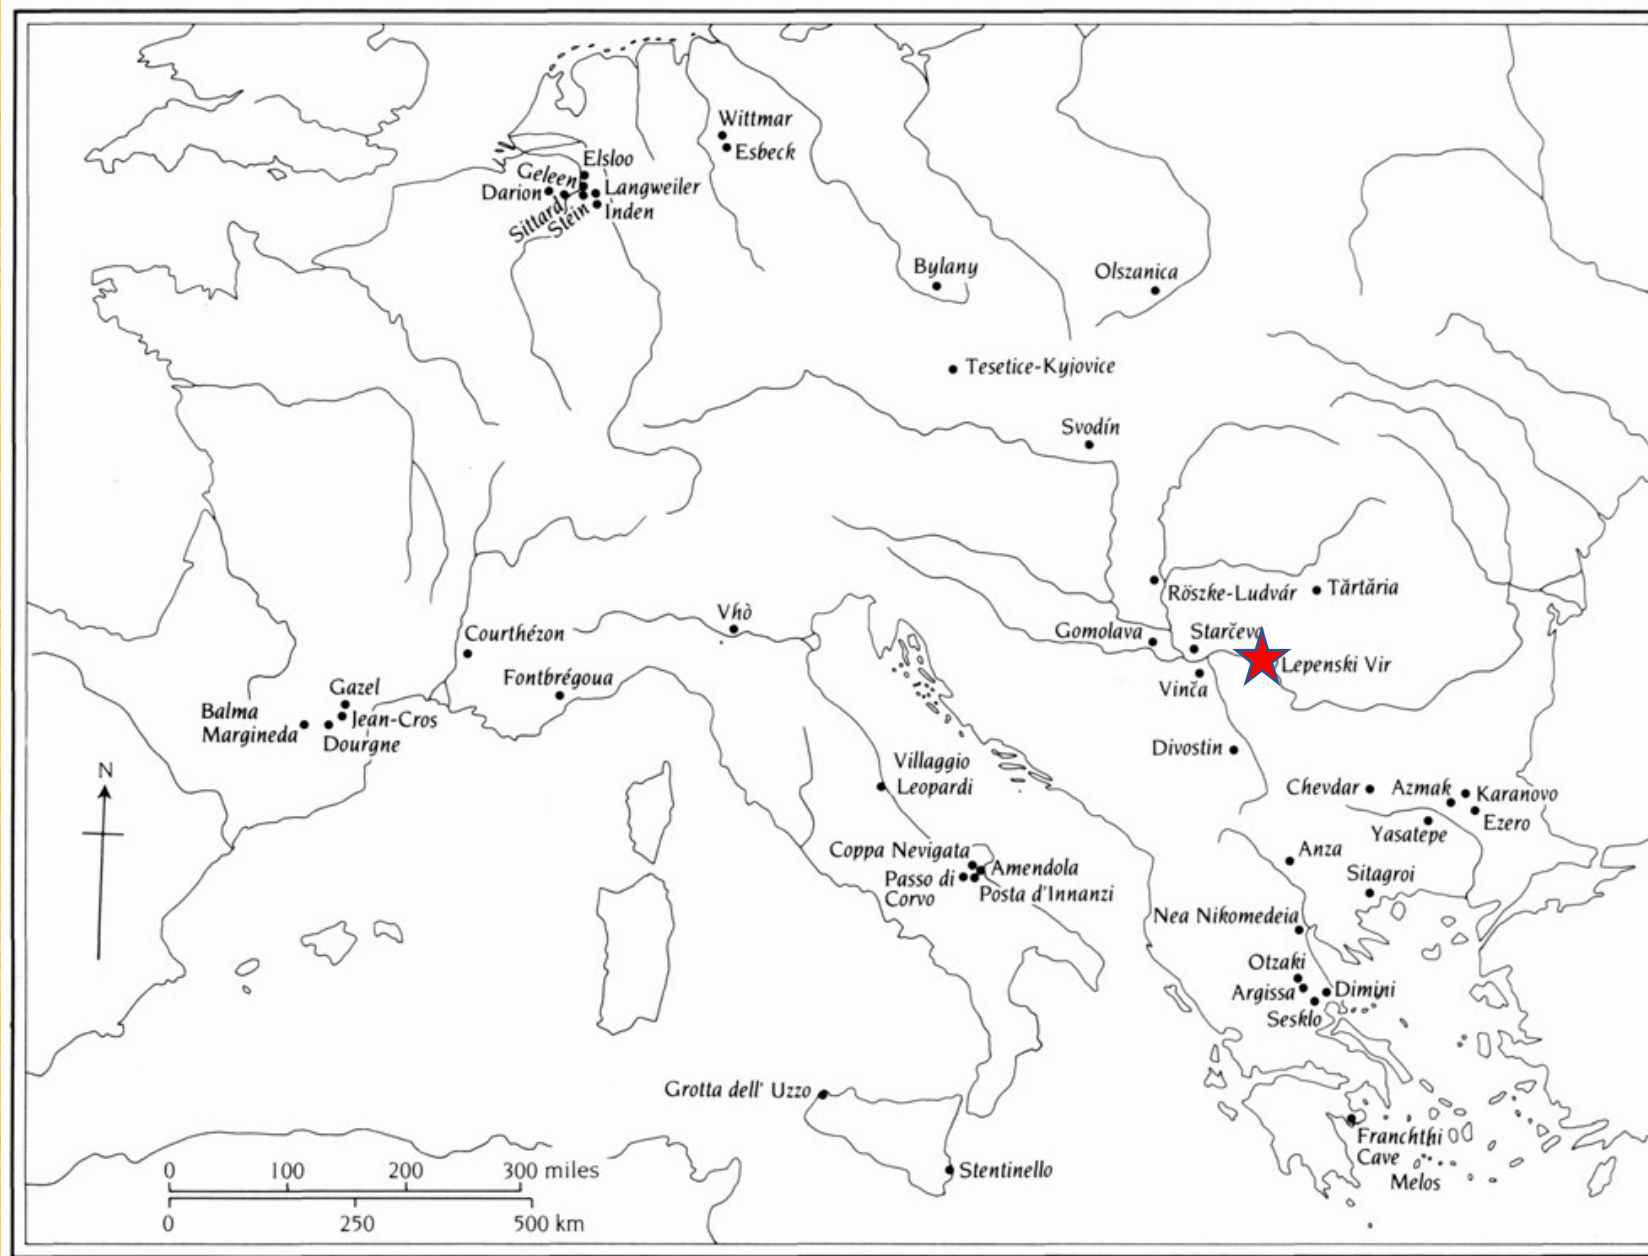 Wittmar
Esbeck
Elsloo
Geleen
Darion
Langweiler
Sittard
Stein
Inden
Bylany
Olszanica
Tesetice-Kyjovice
Svodín
Röszke-Ludvár
Tărtăria
Vhò
Courthézon
Gomolava
Starčevo
Lepenski Vir
Fontbrégoua
Vinča
Gazel
Balma
Margineda
Jean-Cros
Dourgne
Divostin
Villaggio
Leopardi
Chevdar
Azmak
Karanovo
Ezero
Yasatepe
N
Coppa Nevigata
Anza
Amendola
Passo di
Corvo
Posta d'Innanzi
Sitagroi
Nea Nikomedeia
Otzaki
Argissa
Dimini
Sesklo
Grotta dell' Uzzo
Franchthi
Cave
Melos
Stentinello
0 100 200 300 miles
0 250 500 km